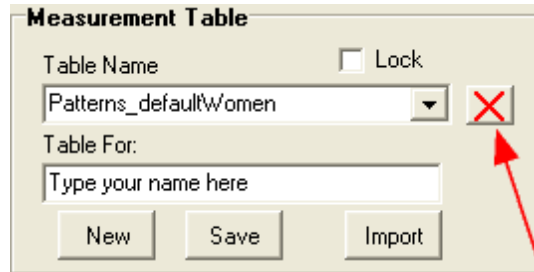 Measurement Table
Table Name Lock
Patterns_defaultWomen
Table For:
Type your name here
New Save Import